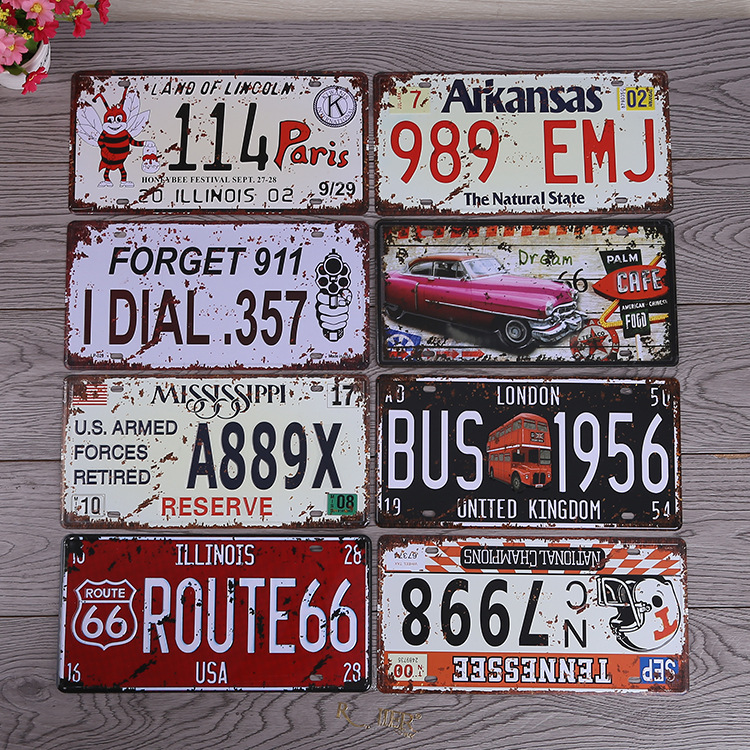 LAND OF LINCOLN
K
114 Paris
HONEYBEE FESTIVAL SEPT. 27-28
20 ILLINOIS 02 9/29
7 Arkansas 02
989 EMJ
The Natural State
FORGET 911
I DIAL .357
Dream
66
PALM
CAFE
AMERICAN - CHINESE
FOOD
MISSISSIPPI 17
U.S. ARMED
FORCES
RETIRED
A889X
10 RESERVE 08
LONDON 50
BUS 1956
19 UNITED KINGDOM 54
ILLINOIS 28
ROUTE
66
ROUTE66
16 USA 28
NATIONAL CHAMPIONS
NC 7998
T
SEP TENNESSEE 00